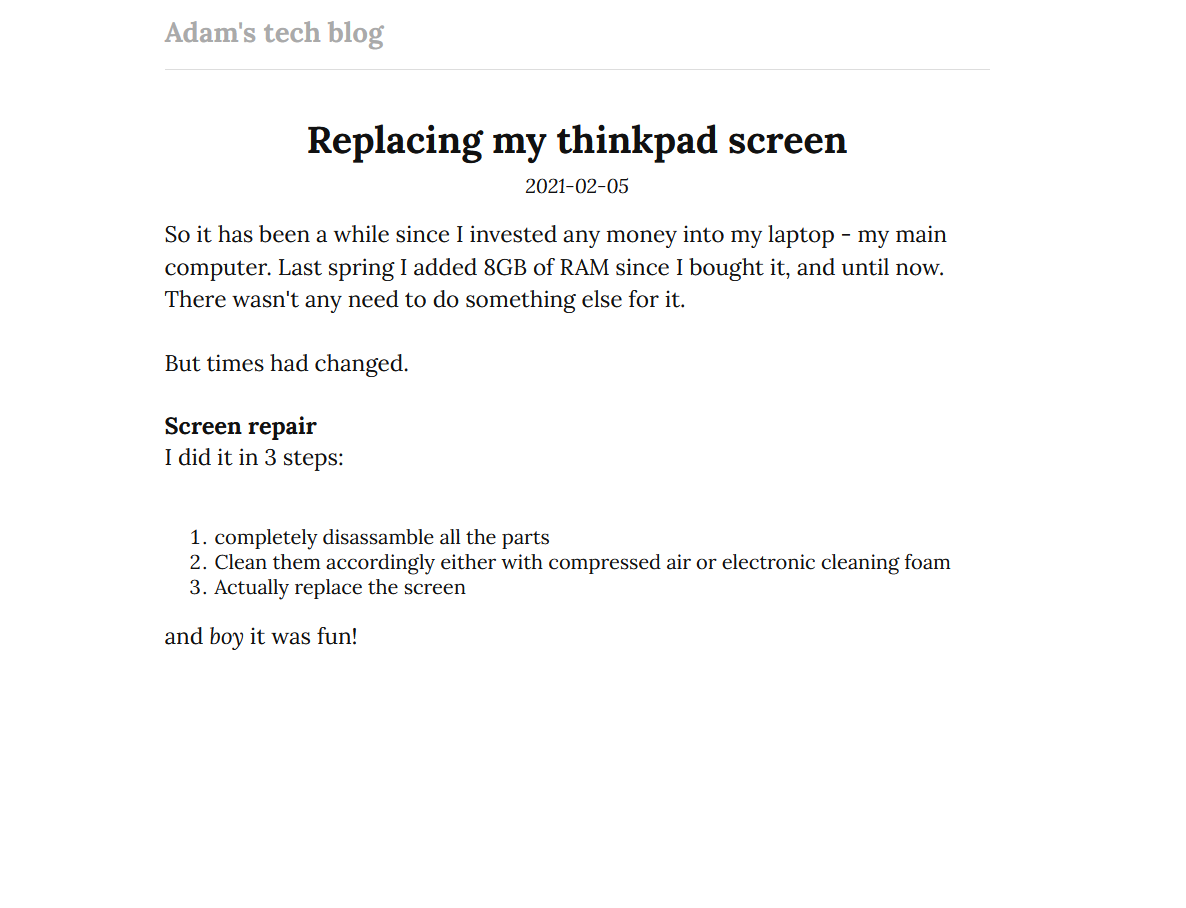 Adam's tech blog
Replacing my thinkpad screen
2021-02-05
So it has been a while since I invested any money into my laptop - my main
computer. Last spring I added 8GB of RAM since I bought it, and until now.
There wasn't any need to do something else for it.
But times had changed.
Screen repair
I did it in 3 steps:
1. completely disassamble all the parts
2. Clean them accordingly either with compressed air or electronic cleaning foam
3. Actually replace the screen
and boy it was fun!